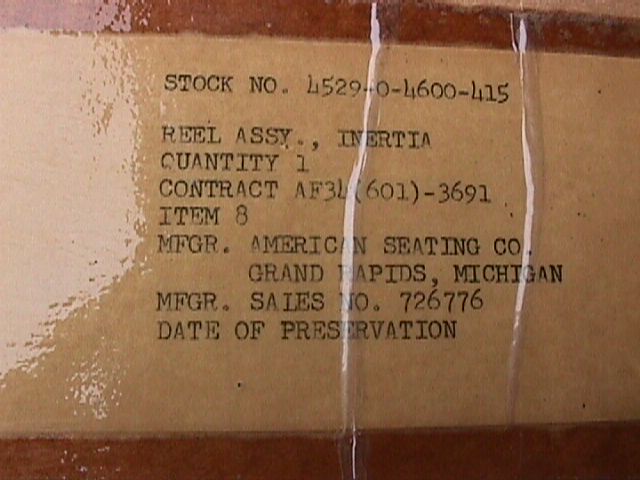 STOCK NO. 4529-0-4600-415
REEL ASSY., INERTIA
QUANTITY 1
CONTRACT AF34(601)-3691
ITEM 8
MFGR. AMERICAN SEATING CO.
GRAND RAPIDS, MICHIGAN
MFGR. SALES NO. 726776
DATE OF PRESERVATION